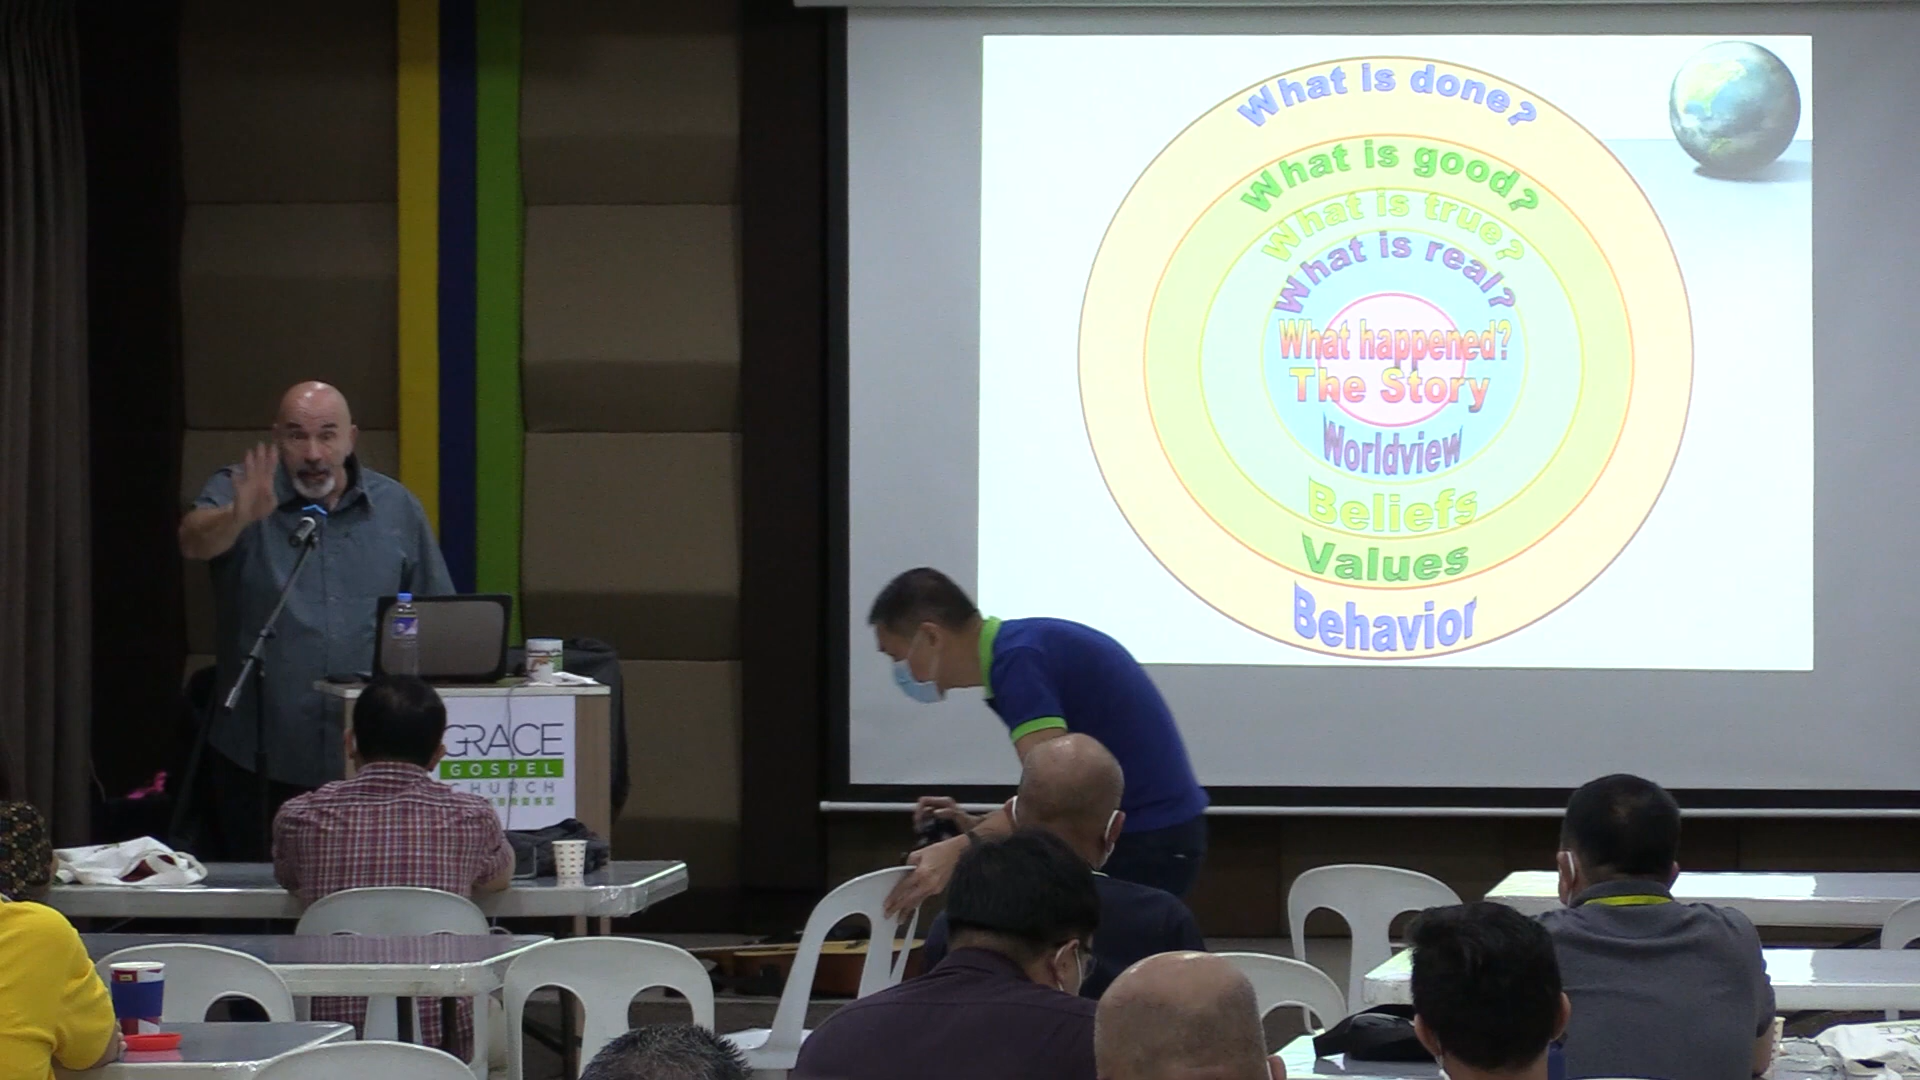 What is done?
What is good?
What is true?
What is real?
What happened?
The Story
Worldview
Beliefs
Values
Behavior
GRACE
GOSPEL
CHURCH